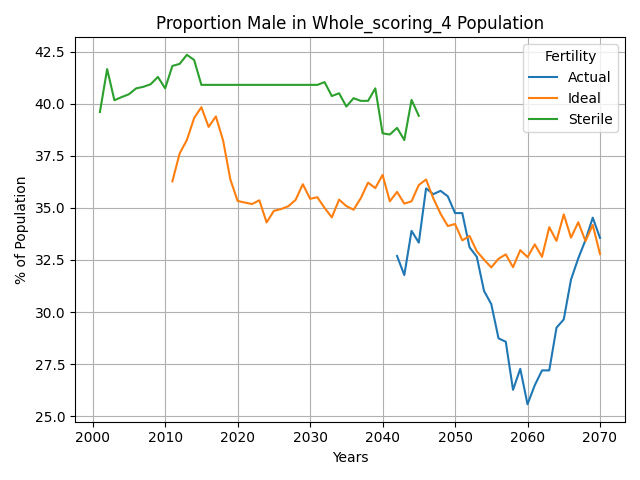 Proportion Male in Whole_scoring_4 Population
Fertility
Actual
Ideal
Sterile
% of Population
42.5
40.0
37.5
35.0
32.5
30.0
27.5
25.0
2000 2010 2020 2030 2040 2050 2060 2070
Years